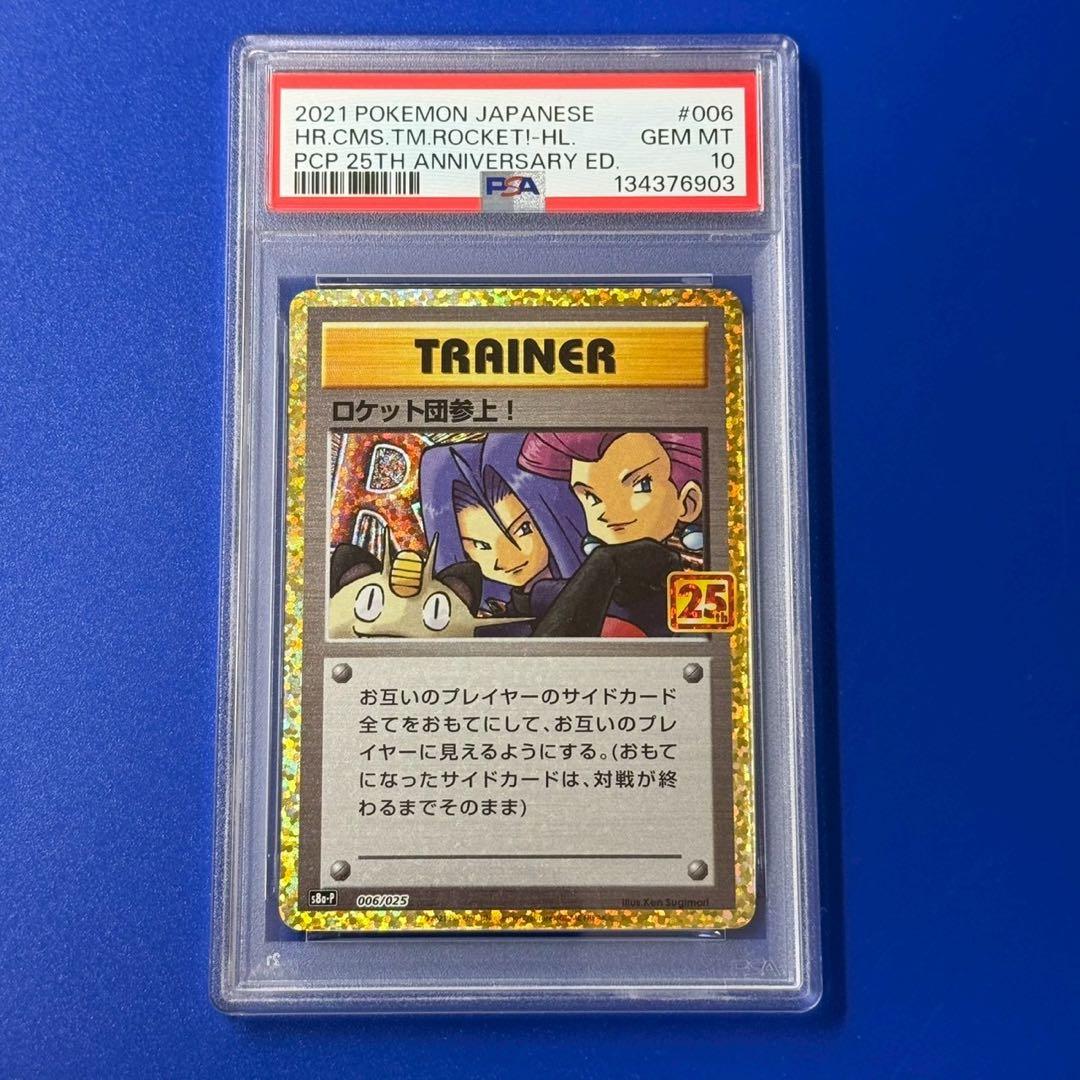 2021 POKEMON JAPANESE #006
HR.CMS.TM.ROCKET!-HL. GEM MT
PCP 25TH ANNIVERSARY ED. 10
PSA 134376903
TRAINER
ロケット団参上!
R
25th
お互いのプレイヤーのサイドカード
全てをおもてにして、お互いのプレ
イヤーに見えるようにする。(おもて
になったサイドカードは、対戦が終
わるまでそのまま)
s8a-P 006/025 Illus.Ken Sugimori
PSA